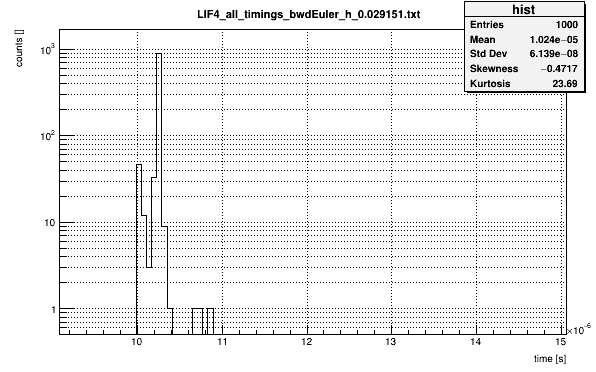 LIF4_all_timings_bwdEuler_h_0.029151.txt
hist
Entries 1000
Mean 1.024e−05
Std Dev 6.139e−08
Skewness −0.4717
Kurtosis 23.69
counts []
10³
10²
10
1
10 11 12 13 14 15
×10⁻⁶
time [s]